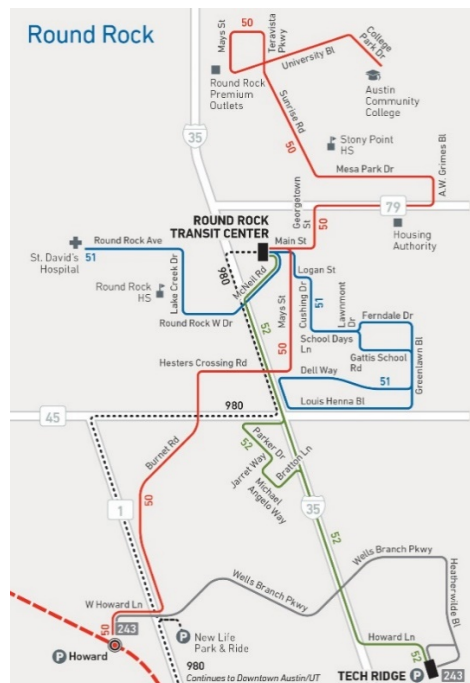 Round Rock
Mays St
50
Teravista
Pkwy
College
Park Dr
University Bl
Round Rock
Premium
Outlets
Austin
Community
College
35
Sunrise Rd
50
Stony Point
HS
Mesa Park Dr
A.W. Grimes Bl
Georgetown
St
79
50
ROUND ROCK
TRANSIT CENTER
Main St
Housing
Authority
Round Rock Ave
51
St. David's
Hospital
980
McNeil Rd
Logan St
Lake Creek Dr
Round Rock
HS
Mays St
Cushing Dr
51
Lawnmont
Dr
Ferndale Dr
Round Rock W Dr
52
50
School Days
Ln
Gattis School
Rd
Greenlawn Bl
Hesters Crossing Rd
Dell Way
51
980
Louis Henna Bl
45
Burnet Rd
Parker Dr
52
Jarret Way
Bratton Ln
Michael
Angelo Way
50
1
35
52
Wells Branch Pkwy
Heatherwilde Bl
Wells Branch Pkwy
W Howard Ln
50
243
New Life
Park & Ride
Howard Ln
52
P Howard
P
980
Continues to Downtown Austin/UT
TECH RIDGE P
243